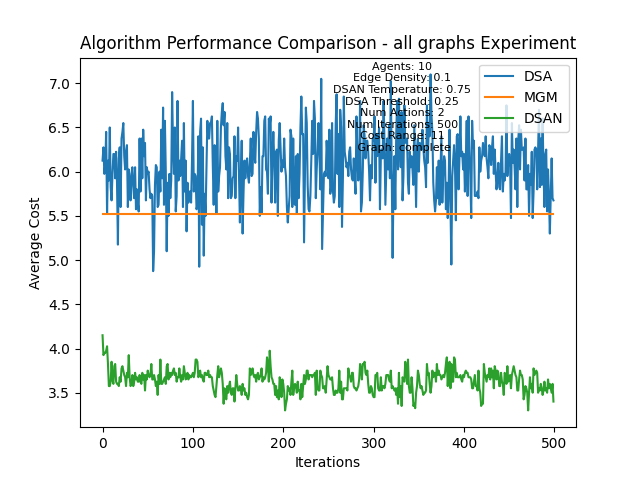 Algorithm Performance Comparison - all graphs Experiment
Agents: 10
Edge Density: 0.1
DSAN Temperature: 0.75
DSA Threshold: 0.25
Num Actions: 2
Num Iterations: 500
Cost Range: 11
Graph: complete
DSA
MGM
DSAN
Average Cost
7.0
6.5
6.0
5.5
5.0
4.5
4.0
3.5
0
100
200
300
400
500
Iterations